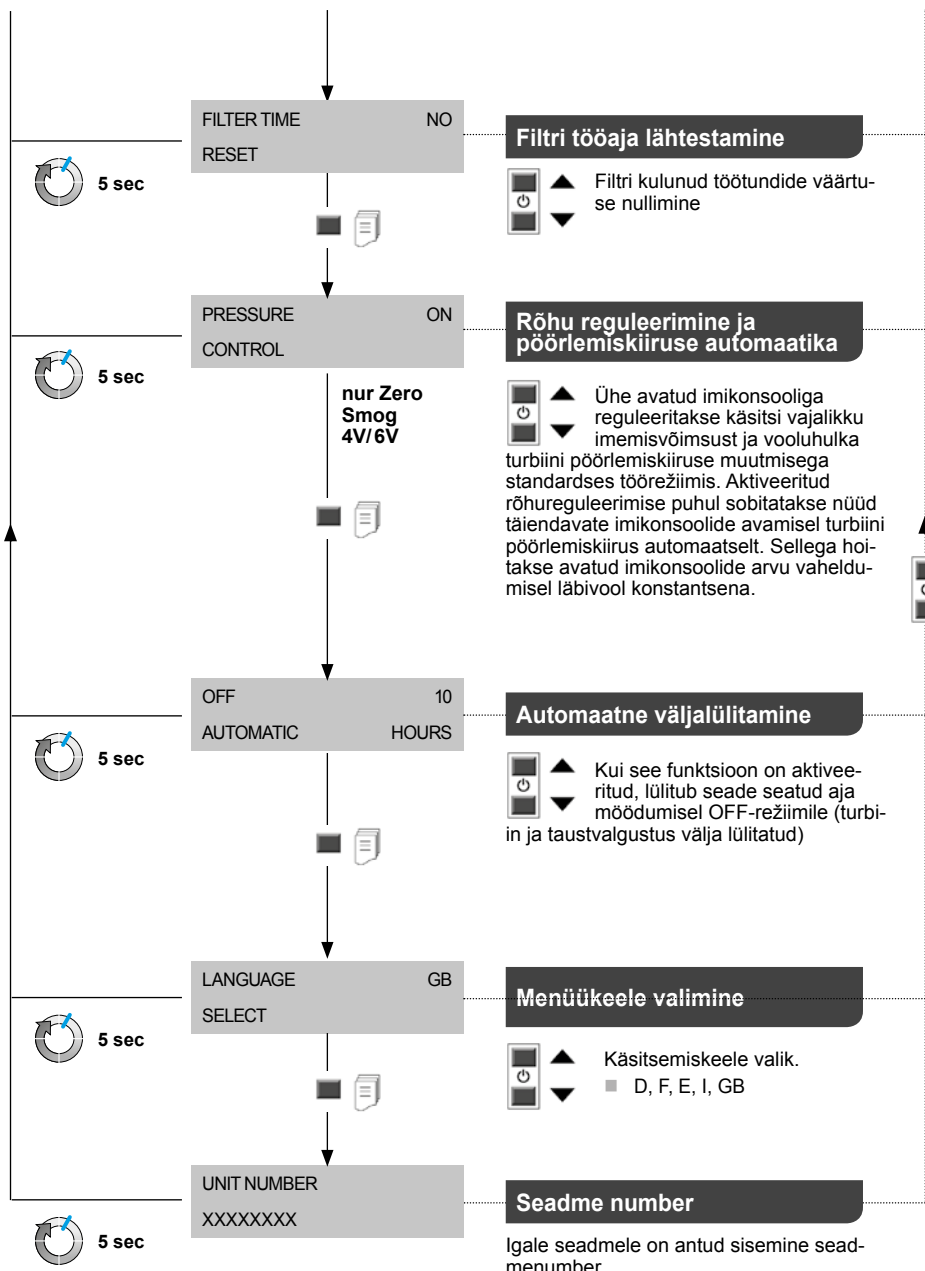 FILTER TIME NO
RESET
Filtri tööaja lähtestamine
5 sec
Filtri kulunud töötundide väärtu-
se nullimine
PRESSURE ON
CONTROL
Rõhu reguleerimine ja
pöörlemiskiiruse automaatika
5 sec
nur Zero
Smog
4V/6V
Ühe avatud imikonsooliga
reguleeritakse käsitsi vajalikku
imemisvõimsust ja vooluhulka
turbiini pöörlemiskiiruse muutmisega
standardses töörežiimis. Aktiveeritud
rõhureguleerimise puhul sobitatakse nüüd
täiendavate imikonsoolide avamisel turbiini
pöörlemiskiirus automaatselt. Sellega hoi-
takse avatud imikonsoolide arvu vaheldu-
misel läbivool konstantsena.
OFF 10
AUTOMATIC HOURS
Automaatne väljalülitamine
5 sec
Kui see funktsioon on aktivee-
ritud, lülitub seade seatud aja
möödumisel OFF-režiimile (turbi-
in ja taustvalgustus välja lülitatud)
LANGUAGE GB
SELECT
Menüükeele valimine
5 sec
Käsitsemiskeele valik.
D, F, E, I, GB
UNIT NUMBER
XXXXXXXX
Seadme number
5 sec
Igale seadmele on antud sisemine sead-
menumber